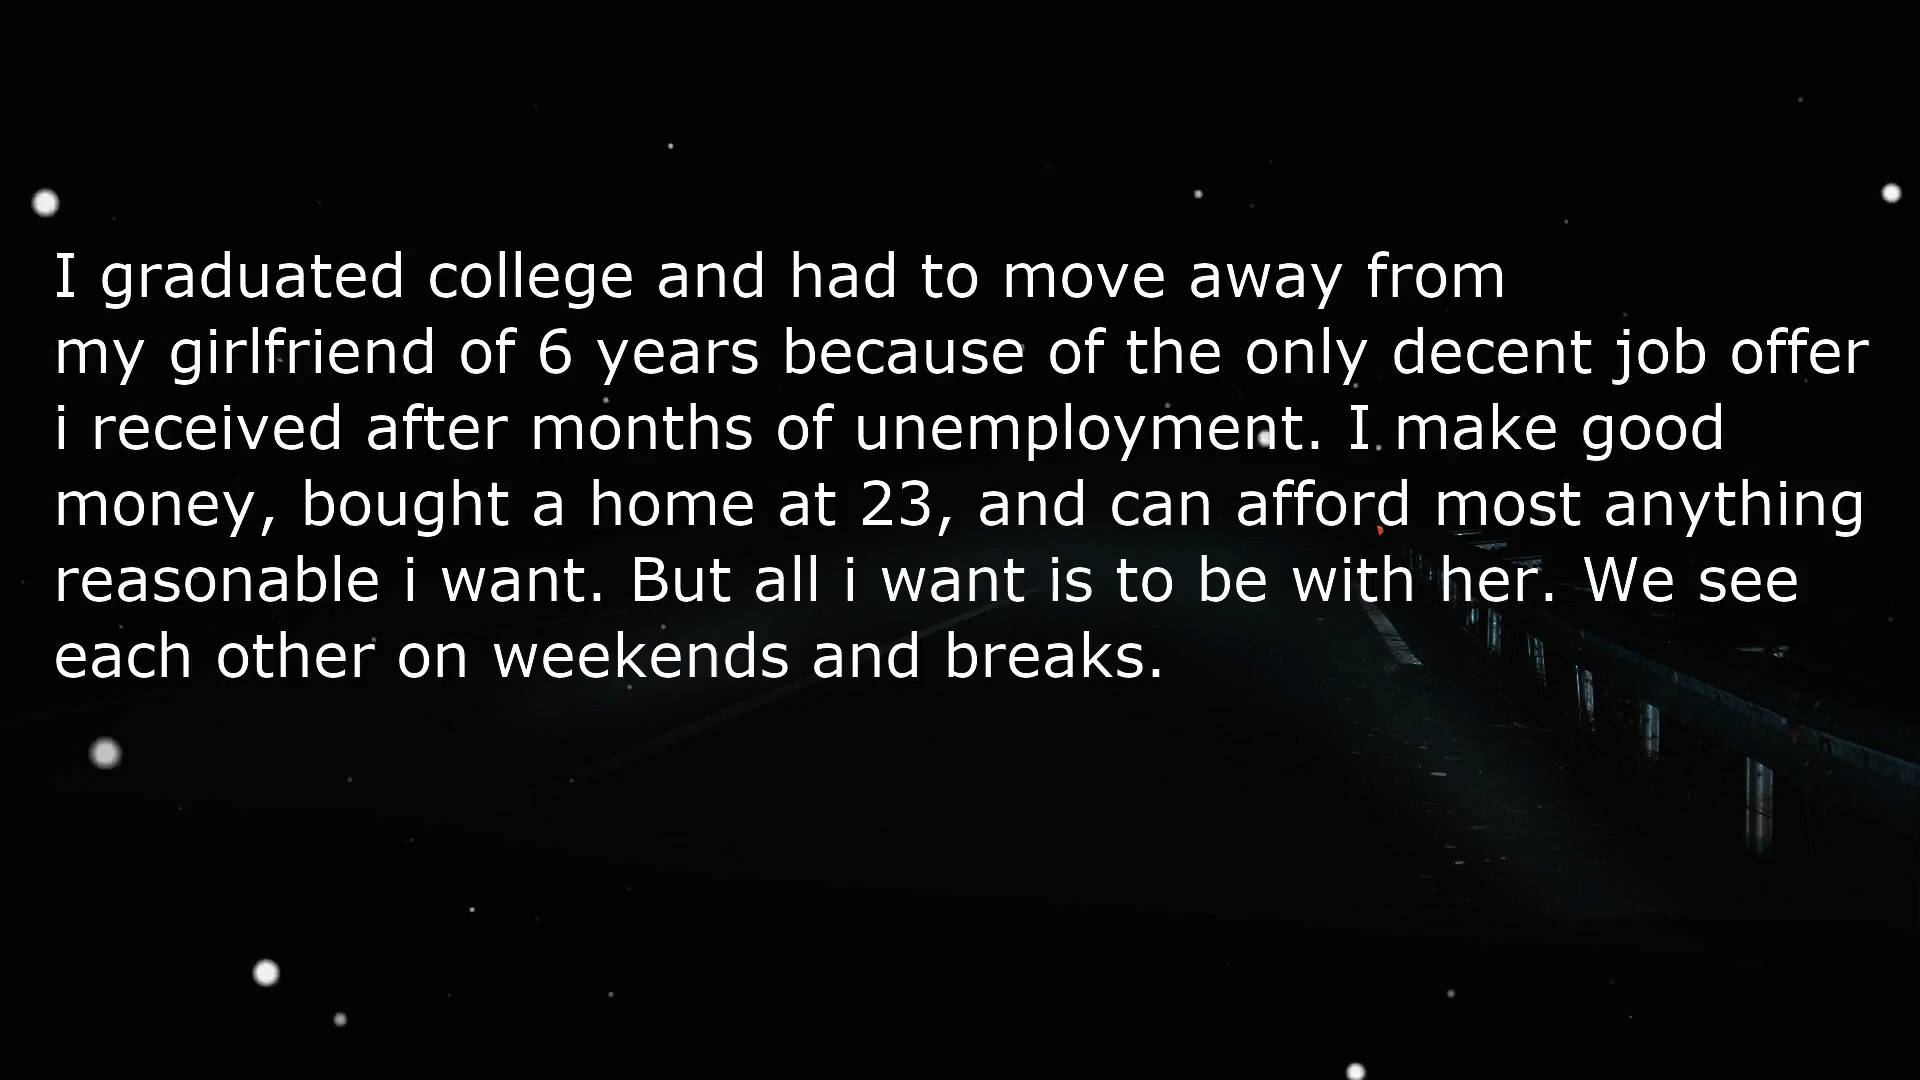 I graduated college and had to move away from
my girlfriend of 6 years because of the only decent job offer
i received after months of unemployment. I make good
money, bought a home at 23, and can afford most anything
reasonable i want. But all i want is to be with her. We see
each other on weekends and breaks.